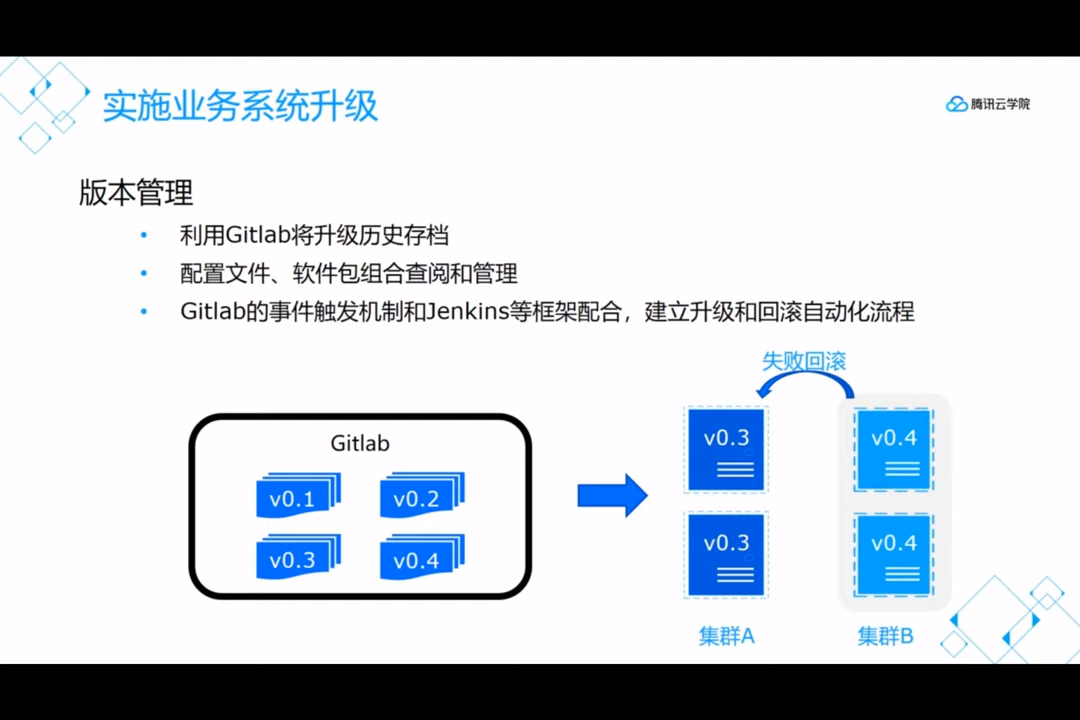 实施业务系统升级
腾讯云学院
版本管理
• 利用Gitlab将升级历史存档
• 配置文件、软件包组合查阅和管理
• Gitlab的事件触发机制和Jenkins等框架配合，建立升级和回滚自动化流程
失败回滚
Gitlab
v0.1 v0.2
v0.3 v0.4
v0.3 v0.4
v0.3 v0.4
集群A 集群B